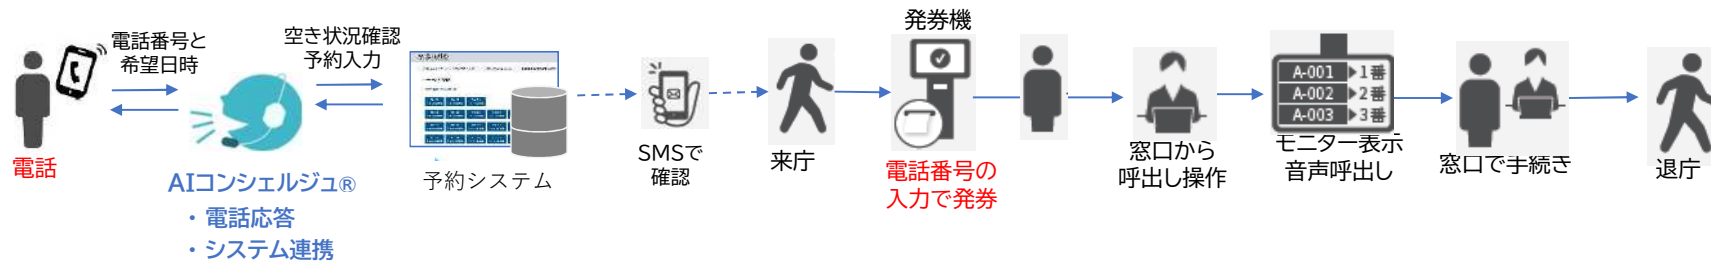 電話番号と
希望日時
電話
AIコンシェルジュ®
・電話応答
・システム連携
空き状況確認
予約入力
予約システム
SMSで
確認
来庁
発券機
電話番号の
入力で発券
窓口から
呼出し操作
A-001 ▶1番
A-002 ▶2番
A-003 ▶3番
モニター表示
音声呼出し
窓口で手続き
退庁